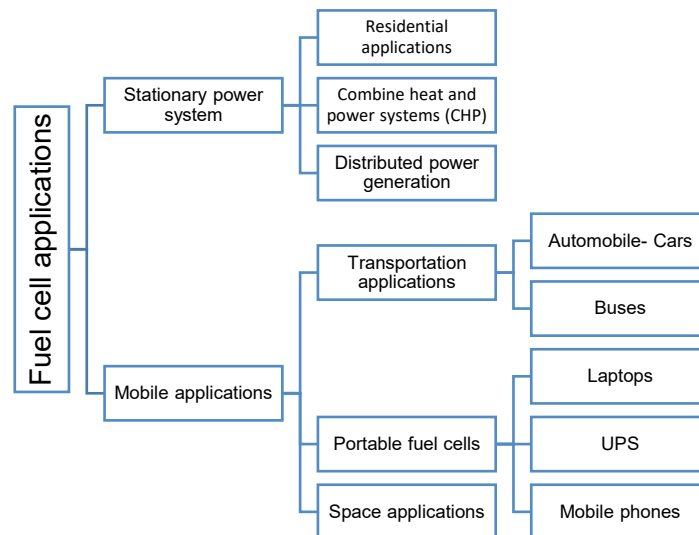 Fuel cell applications
Stationary power
system
Residential
applications
Combine heat and
power systems (CHP)
Distributed power
generation
Mobile applications
Transportation
applications
Automobile- Cars
Buses
Portable fuel cells
Laptops
UPS
Mobile phones
Space applications